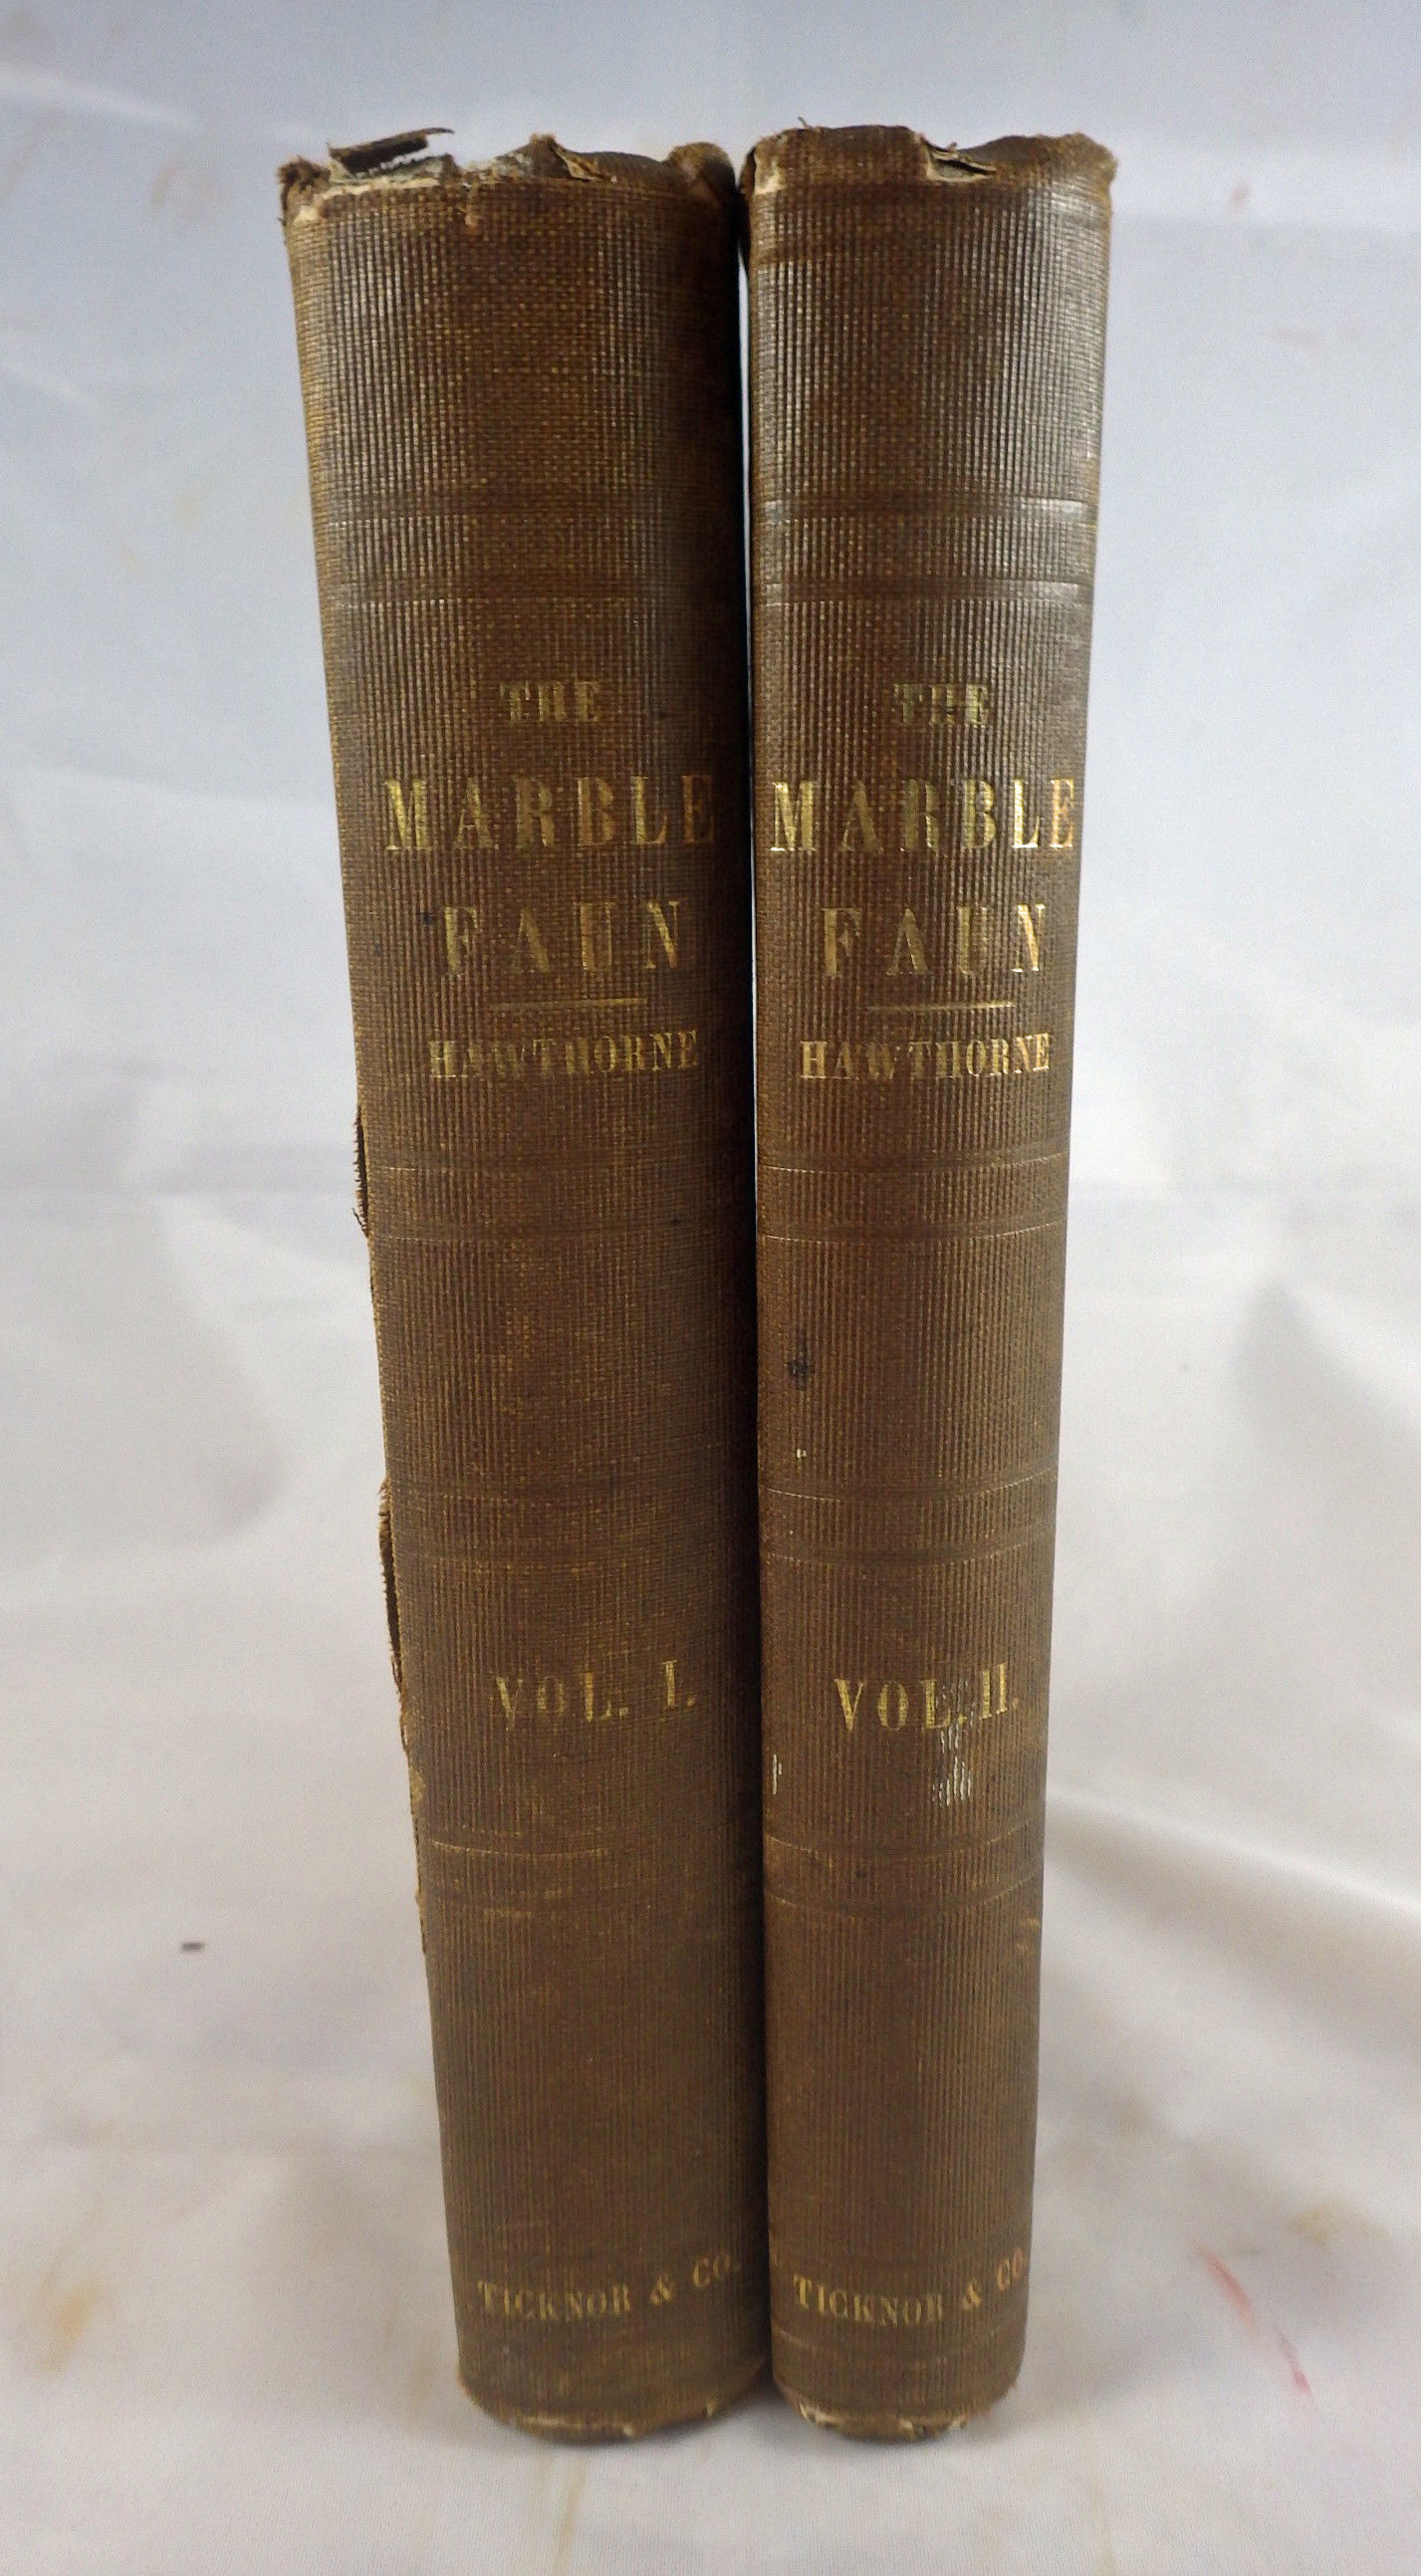 THE
MARBLE
FAUN
HAWTHORNE
VOL. I.
TICKNOR & CO.
THE
MARBLE
FAUN
HAWTHORNE
VOL. II.
TICKNOR & CO.